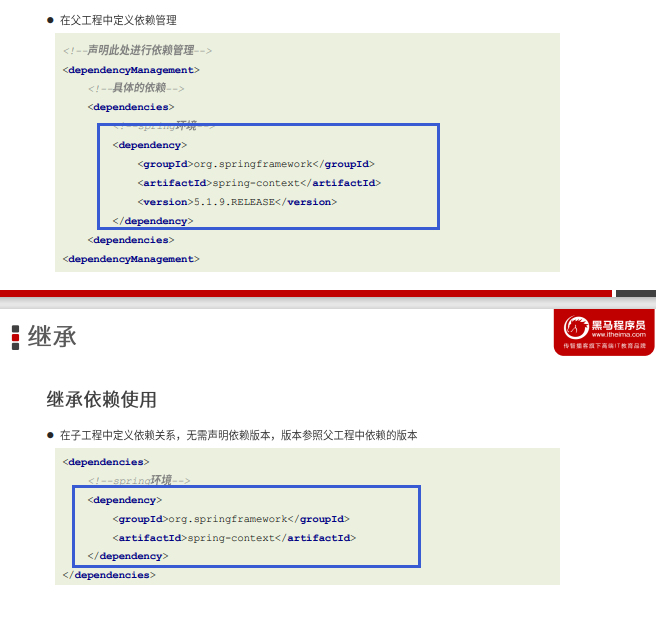 ● 在父工程中定义依赖管理
<!--声明此处进行依赖管理-->
<dependencyManagement>
<!--具体的依赖-->
<dependencies>
<!--spring环境-->
<dependency>
<groupId>org.springframework</groupId>
<artifactId>spring-context</artifactId>
<version>5.1.9.RELEASE</version>
</dependency>
<dependencies>
<dependencyManagement>
继承
黑马程序员
www.itheima.com
传智播客旗下高端IT教育品牌
继承依赖使用
● 在子工程中定义依赖关系，无需声明依赖版本，版本参照父工程中依赖的版本
<dependencies>
<!--spring环境-->
<dependency>
<groupId>org.springframework</groupId>
<artifactId>spring-context</artifactId>
</dependency>
</dependencies>